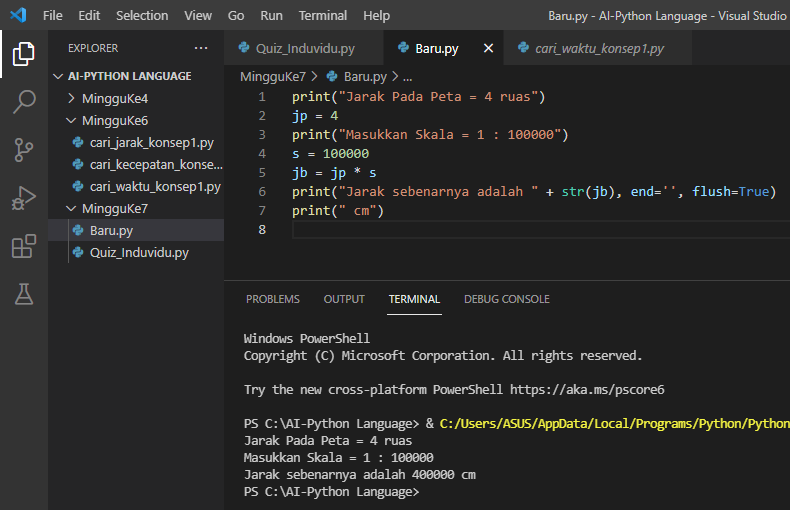 File Edit Selection View Go Run Terminal Help Baru.py - AI-Python Language - Visual Studio
EXPLORER ...
AI-PYTHON LANGUAGE
MingguKe4
MingguKe6
cari_jarak_konsep1.py
cari_kecepatan_konse...
cari_waktu_konsep1.py
MingguKe7
Baru.py
Quiz_Induvidu.py
Quiz_Induvidu.py Baru.py × cari_waktu_konsep1.py
MingguKe7 > Baru.py > ...
1 print("Jarak Pada Peta = 4 ruas")
2 jp = 4
3 print("Masukkan Skala = 1 : 100000")
4 s = 100000
5 jb = jp * s
6 print("Jarak sebenarnya adalah " + str(jb), end='', flush=True)
7 print(" cm")
8
PROBLEMS OUTPUT TERMINAL DEBUG CONSOLE
Windows PowerShell
Copyright (C) Microsoft Corporation. All rights reserved.
Try the new cross-platform PowerShell https://aka.ms/pscore6
PS C:\AI-Python Language> & C:/Users/ASUS/AppData/Local/Programs/Python/Python
Jarak Pada Peta = 4 ruas
Masukkan Skala = 1 : 100000
Jarak sebenarnya adalah 400000 cm
PS C:\AI-Python Language>